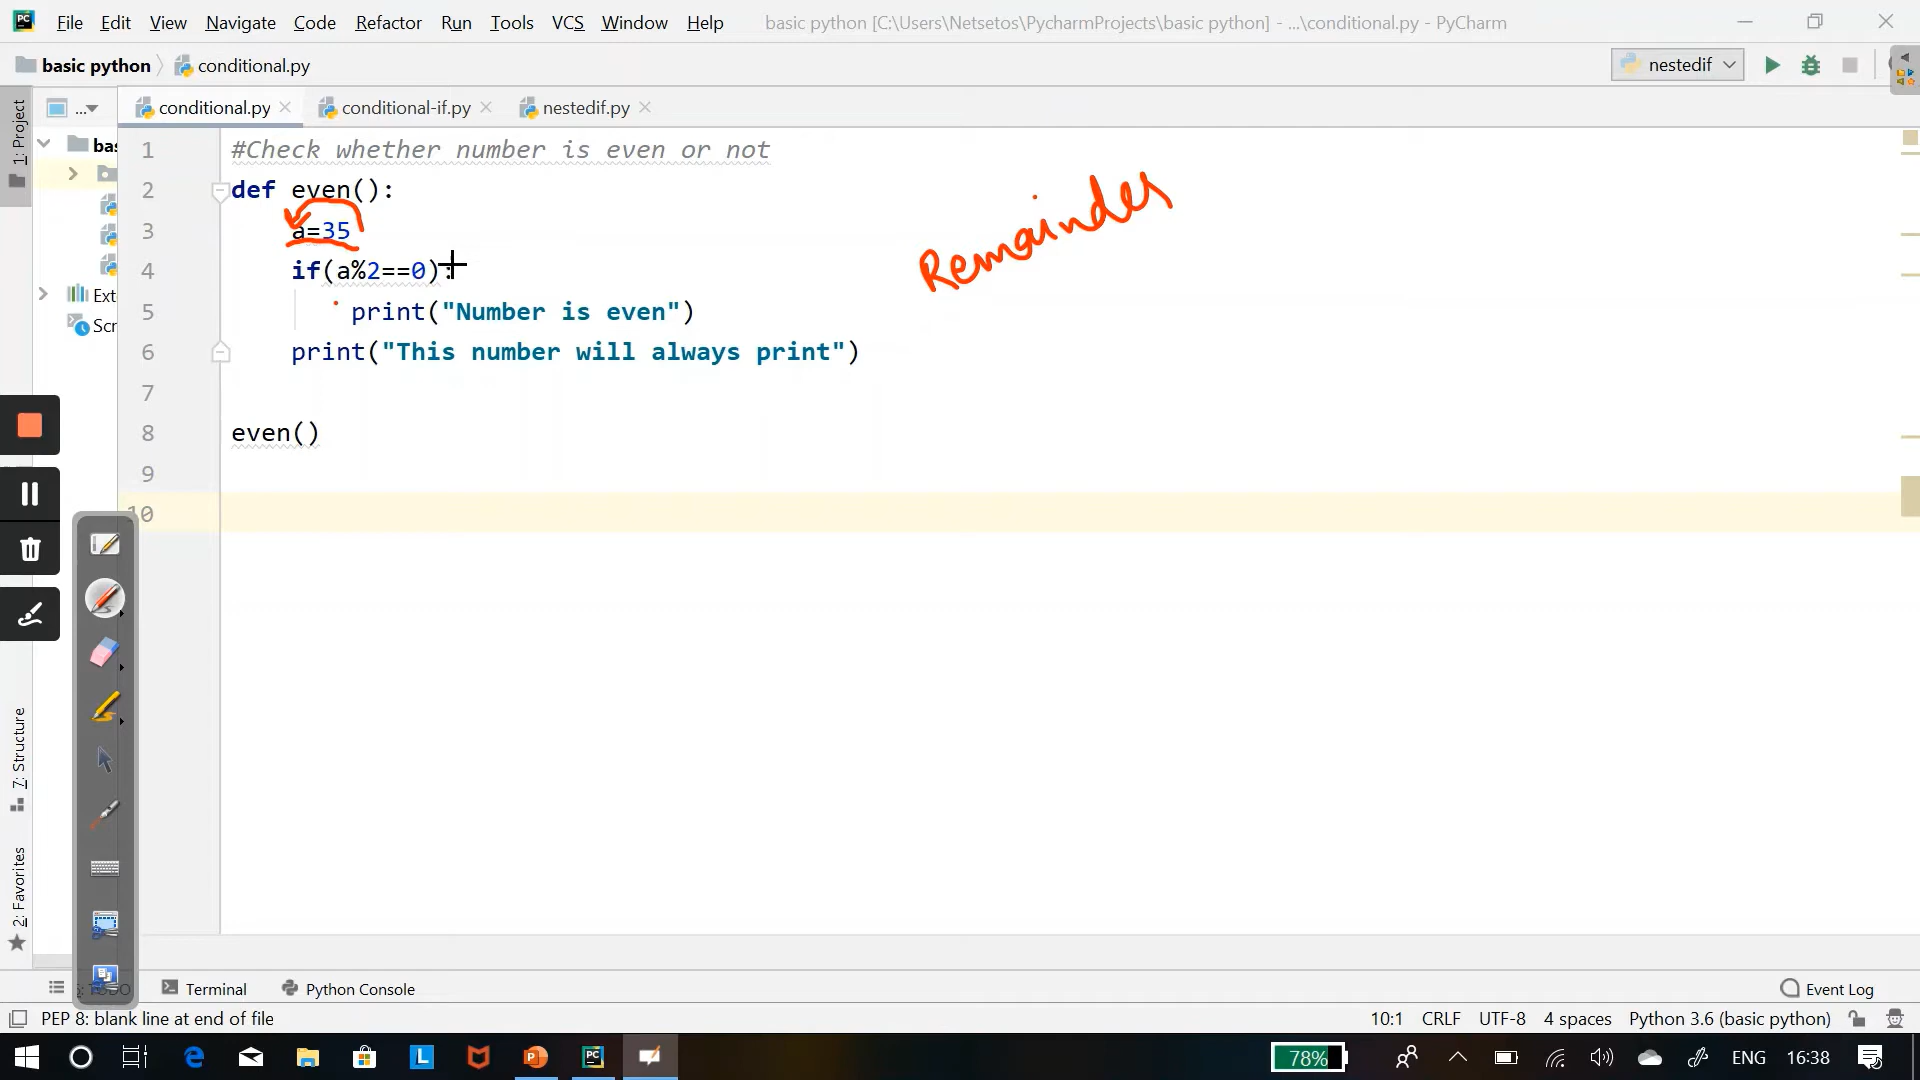 File Edit View Navigate Code Refactor Run Tools VCS Window Help basic python [C:\Users\Netsetos\PycharmProjects\basic python] - ...\conditional.py - PyCharm
basic python conditional.py nestedif
1: Project ... conditional.py conditional-if.py nestedif.py
bas
Ext
Scr
1 #Check whether number is even or not
2 def even():
3 a=35
4 if(a%2==0):
5 print("Number is even")
6 print("This number will always print")
7
8 even()
9
10
Remainder
7: Structure
2: Favorites
6: TODO Terminal Python Console Event Log
PEP 8: blank line at end of file 10:1 CRLF UTF-8 4 spaces Python 3.6 (basic python)
L PC 78% ENG 16:38